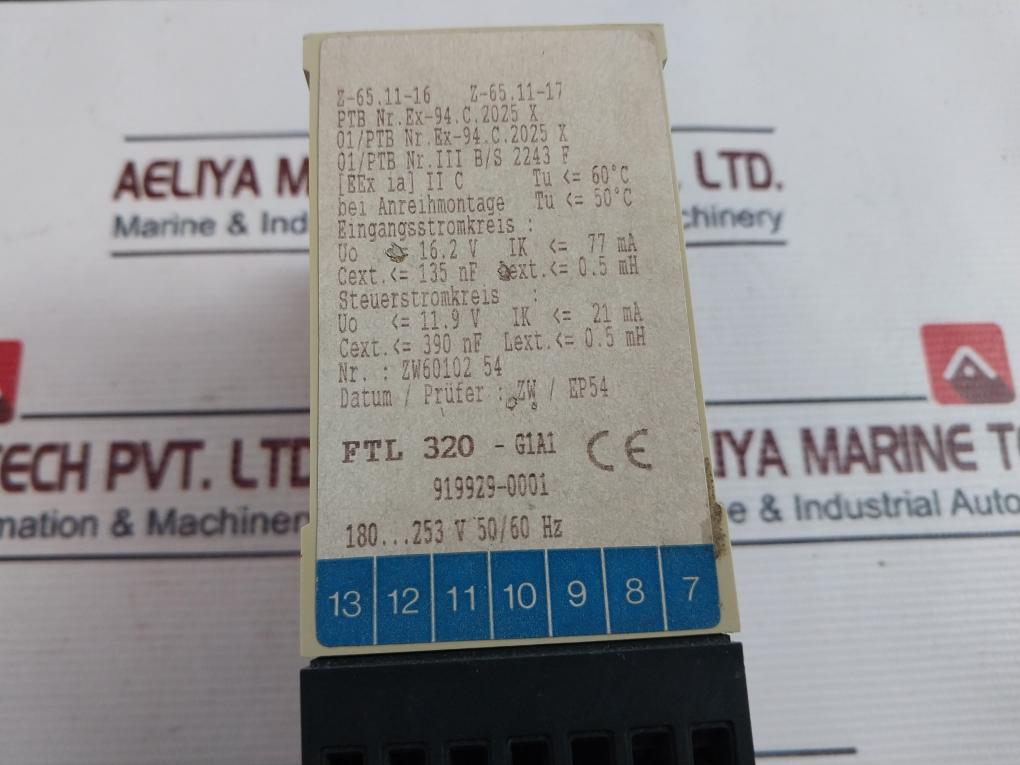 Z-65.11-16 Z-65.11-17
PTB Nr.Ex-94.C.2025 X
01/PTB Nr.Ex-94.C.2025 X
01/PTB Nr.III B/S 2243 F
[EEx ia] II C Tu <= 60°C
bei Anreihmontage Tu <= 50°C
Eingangsstromkreis :
Uo <= 16.2 V IK <= 77 mA
Cext.<= 135 nF Lext.<= 0.5 mH
Steuerstromkreis :
Uo <= 11.9 V IK <= 21 mA
Cext.<= 390 nF Lext.<= 0.5 mH
Nr. : ZW60102 54
Datum / Prüfer : ZW / EP54
FTL 320 - G1A1 CE
919929-0001
180...253 V 50/60 Hz
13 12 11 10 9 8 7
AELIYA M LTD.
Marine & Ind chinery
TECH PVT. LTD
mation & Machinery
IYA MARINE T
e & Industrial Auto